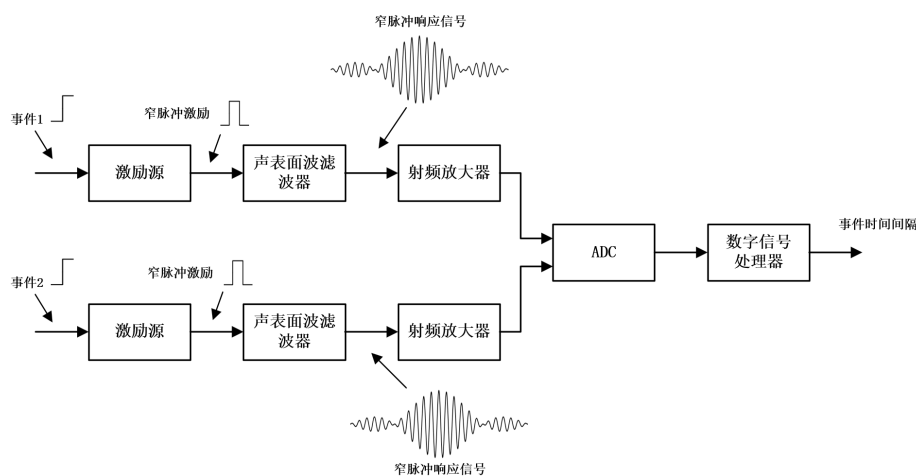 窄脉冲响应信号
事件1
窄脉冲激励
激励源
声表面波滤
波器
射频放大器
事件时间间隔
ADC
数字信号
处理器
事件2
窄脉冲激励
激励源
声表面波滤
波器
射频放大器
窄脉冲响应信号